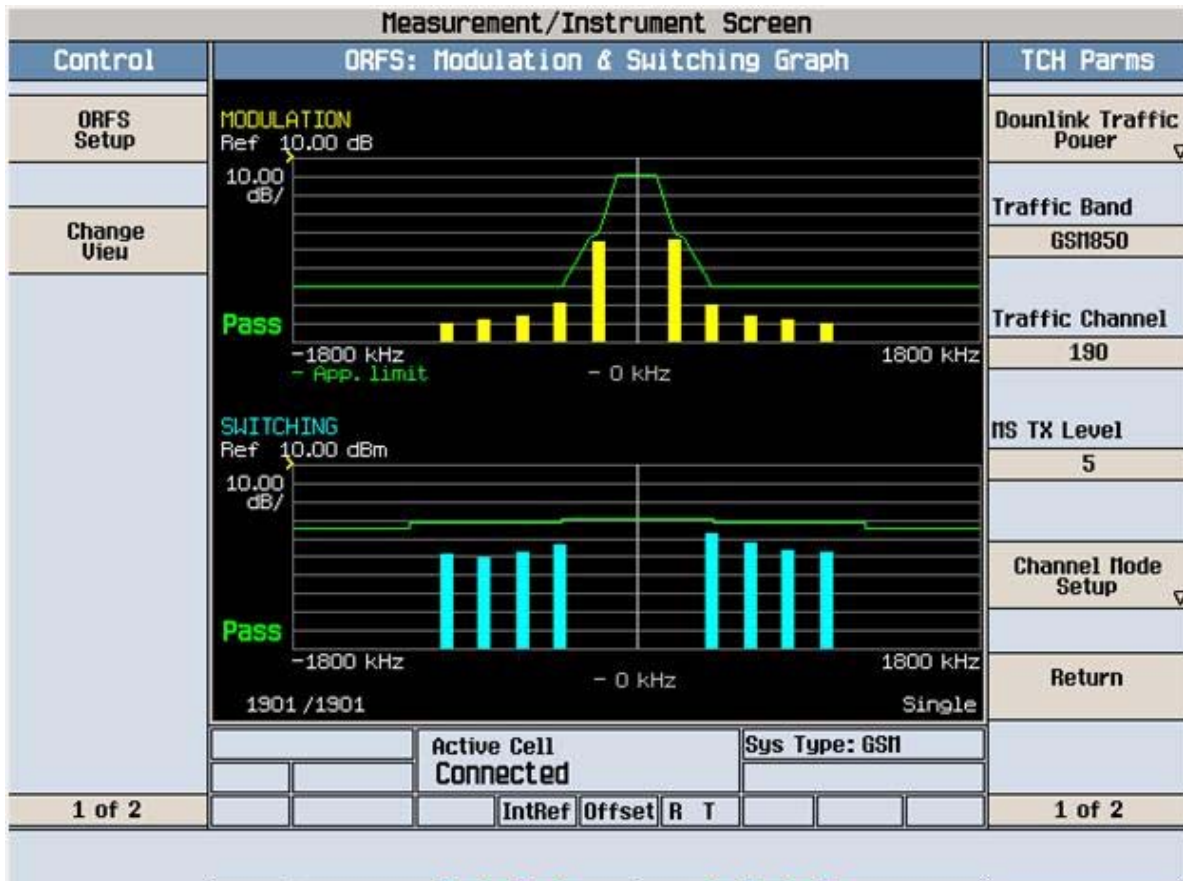 Measurement/Instrument Screen
Control
ORFS: Modulation & Switching Graph
TCH Parms
ORFS
Setup
Change
View
MODULATION
Ref 10.00 dB
10.00
dB/
Pass
-1800 kHz
1800 kHz
- App. limit
- 0 kHz
SWITCHING
Ref 10.00 dBm
10.00
dB/
Pass
-1800 kHz
1800 kHz
- 0 kHz
1901/1901
Single
Downlink Traffic
Power
Traffic Band
GSM850
Traffic Channel
190
MS TX Level
5
Channel Mode
Setup
Return
Active Cell
Connected
Sys Type: GSM
1 of 2
IntRef
Offset
R T
1 of 2